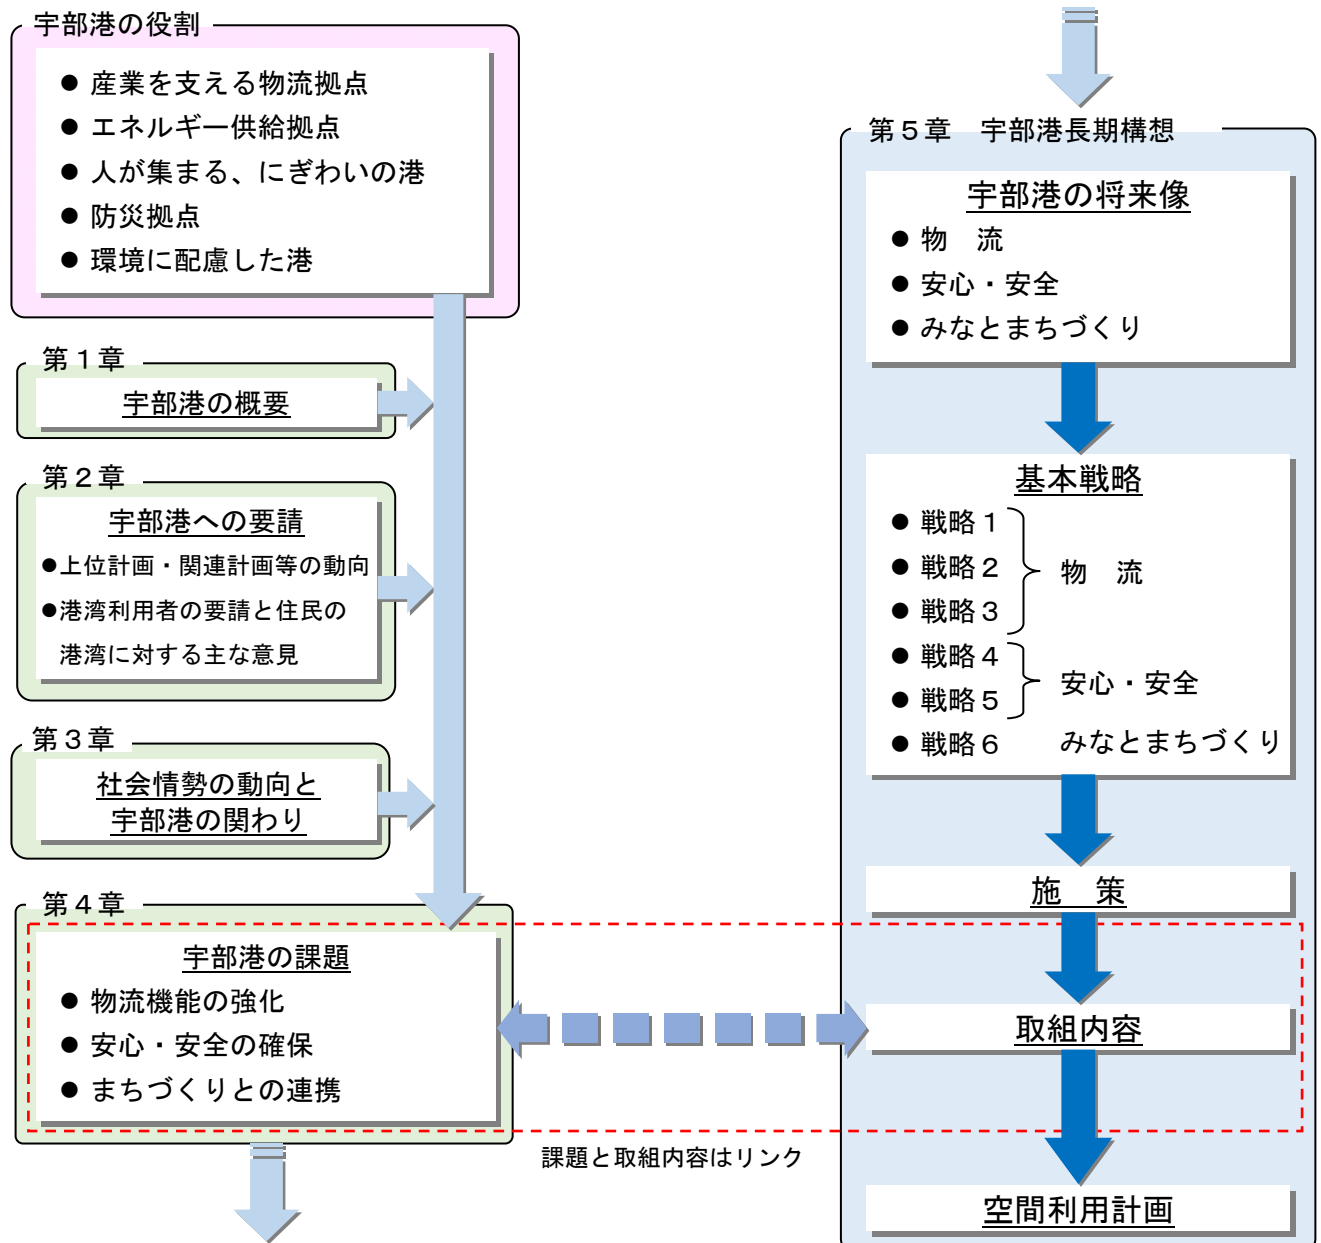 宇部港の役割
● 産業を支える物流拠点
● エネルギー供給拠点
● 人が集まる、にぎわいの港
● 防災拠点
● 環境に配慮した港
第１章
宇部港の概要
第２章
宇部港への要請
●上位計画・関連計画等の動向
●港湾利用者の要請と住民の
港湾に対する主な意見
第３章
社会情勢の動向と
宇部港の関わり
第４章
宇部港の課題
● 物流機能の強化
● 安心・安全の確保
● まちづくりとの連携
課題と取組内容はリンク
第５章　宇部港長期構想
宇部港の将来像
● 物　流
● 安心・安全
● みなとまちづくり
基本戦略
● 戦略１
● 戦略２
● 戦略３
物　流
● 戦略４
● 戦略５
安心・安全
● 戦略６　みなとまちづくり
施　策
取組内容
空間利用計画